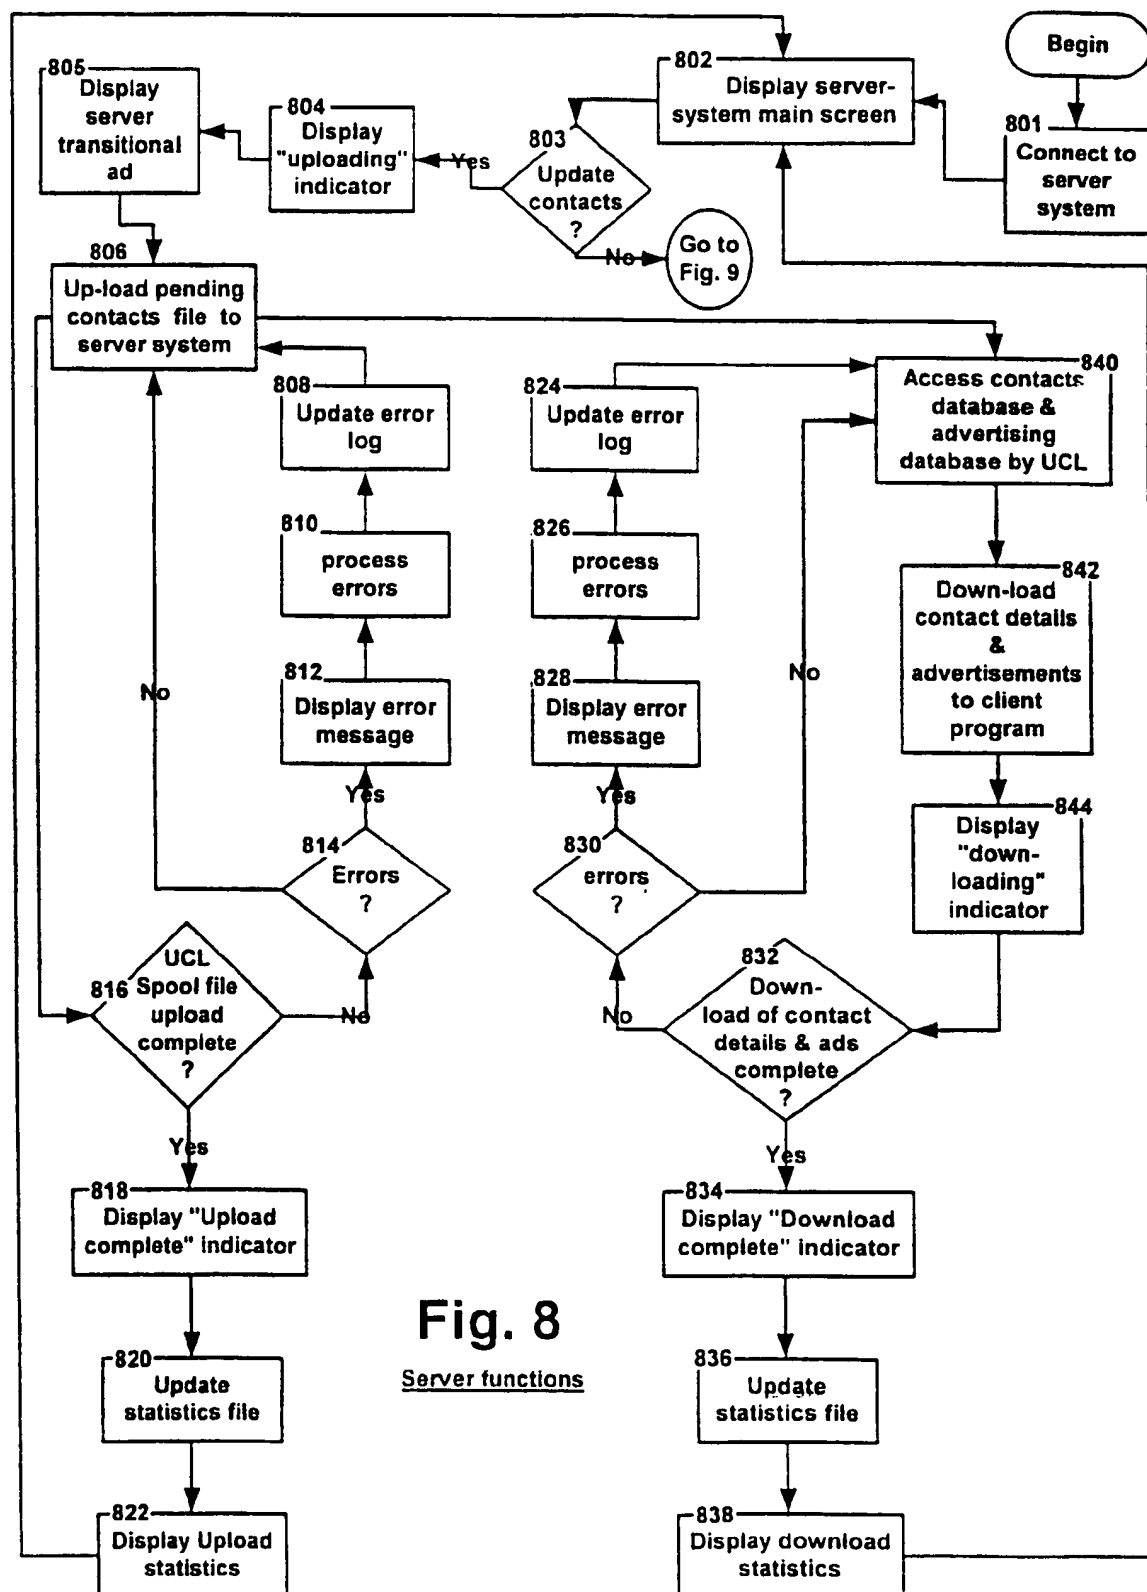 Begin
801
Connect to
server
system
802
Display server-
system main screen
803
Update
contacts
?
Yes
No
Go to
Fig. 9
804
Display
"uploading"
indicator
805
Display
server
transitional
ad
806
Up-load pending
contacts file to
server system
808
Update error
log
810
process
errors
812
Display error
message
Yes
814
Errors
?
No
816
UCL
Spool file
upload
complete
?
No
Yes
818
Display "Upload
complete" indicator
820
Update
statistics file
822
Display Upload
statistics
824
Update error
log
826
process
errors
828
Display error
message
Yes
830
errors
?
No
840
Access contacts
database &
advertising
database by UCL
842
Down-load
contact details
&
advertisements
to client
program
844
Display
"down-
loading"
indicator
832
Down-
load of contact
details & ads
complete
?
No
Yes
834
Display "Download
complete" indicator
836
Update
statistics file
838
Display download
statistics
Fig. 8
Server functions